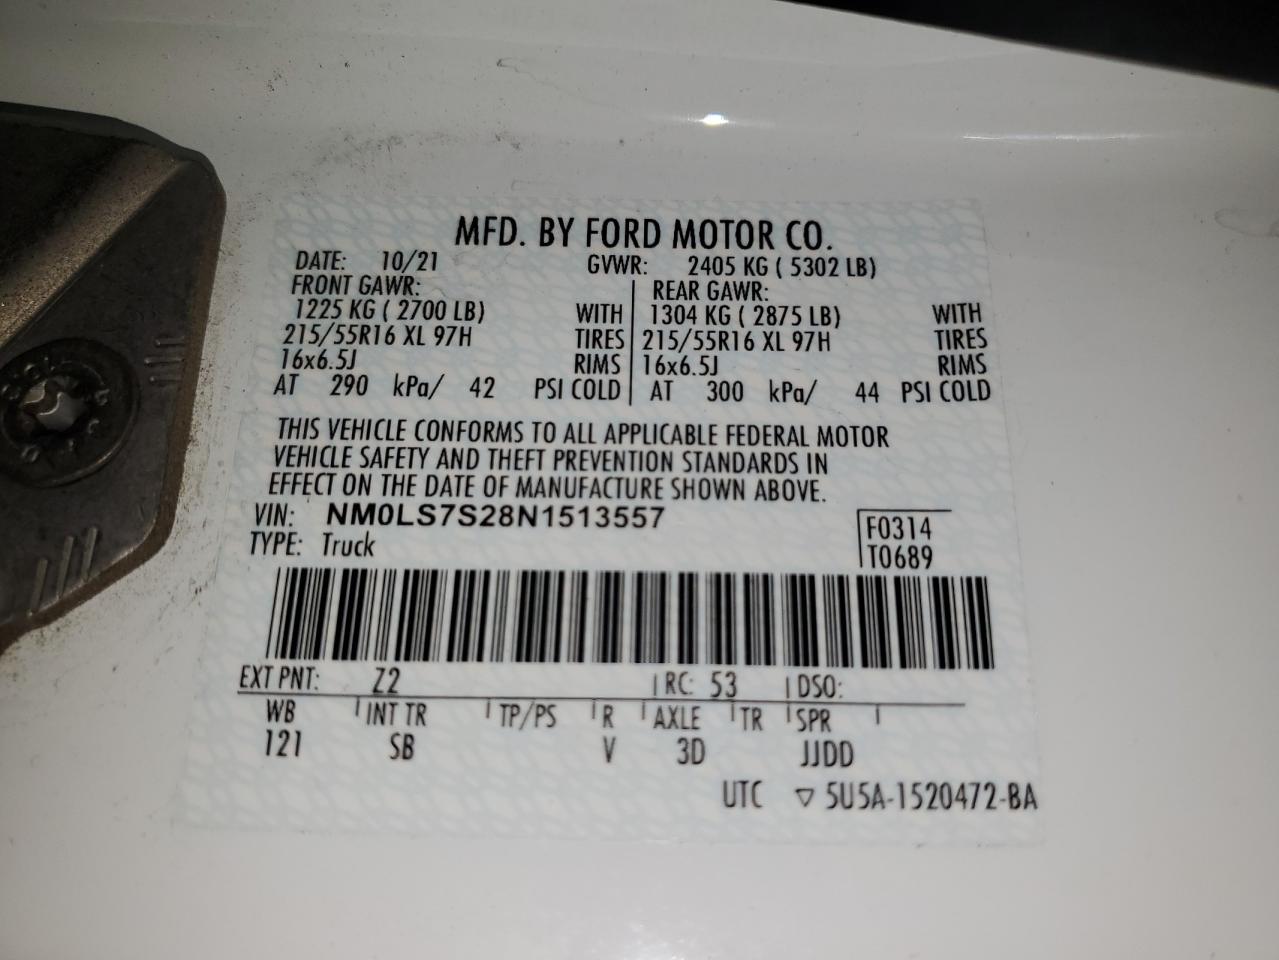 MFD. BY FORD MOTOR CO.
DATE: 10/21 GVWR: 2405 KG ( 5302 LB)
FRONT GAWR: REAR GAWR:
1225 KG ( 2700 LB) WITH 1304 KG ( 2875 LB) WITH
215/55R16 XL 97H TIRES 215/55R16 XL 97H TIRES
16x6.5J RIMS 16x6.5J RIMS
AT 290 kPa/ 42 PSI COLD AT 300 kPa/ 44 PSI COLD
THIS VEHICLE CONFORMS TO ALL APPLICABLE FEDERAL MOTOR
VEHICLE SAFETY AND THEFT PREVENTION STANDARDS IN
EFFECT ON THE DATE OF MANUFACTURE SHOWN ABOVE.
VIN: NM0LS7S28N1513557 F0314
TYPE: Truck T0689
EXT PNT: Z2 RC: 53 DSO:
WB INT TR TP/PS R AXLE TR SPR
121 SB V 3D JJDD
UTC ▽ 5U5A-1520472-BA